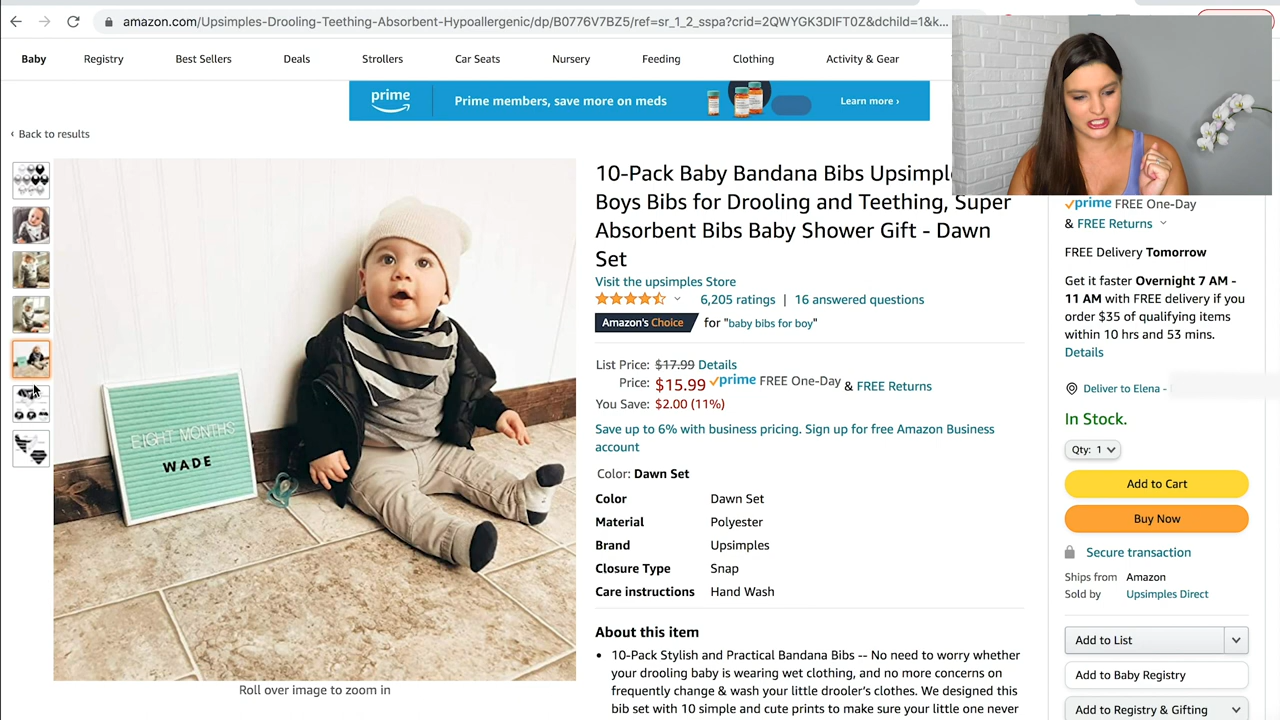 amazon.com/Upsimples-Drooling-Teething-Absorbent-Hypoallergenic/dp/B0776V7BZ5/ref=sr_1_2_sspa?crid=2QWYGK3DIFT0Z&dchild=1&k...
Baby Registry Best Sellers Deals Strollers Car Seats Nursery Feeding Clothing Activity & Gear
prime Prime members, save more on meds Learn more ›
‹ Back to results
EIGHT MONTHS
WADE
Roll over image to zoom in
10-Pack Baby Bandana Bibs
Boys Bibs for Drooling and Teething, Super
Absorbent Bibs Baby Shower Gift - Dawn
Set
Visit the upsimples Store
6,205 ratings | 16 answered questions
Amazon's Choice for "baby bibs for boy"
List Price: $17.99 Details
Price: $15.99 prime FREE One-Day & FREE Returns
You Save: $2.00 (11%)
Save up to 6% with business pricing. Sign up for free Amazon Business
account
Color: Dawn Set
Color Dawn Set
Material Polyester
Brand Upsimples
Closure Type Snap
Care instructions Hand Wash
About this item
• 10-Pack Stylish and Practical Bandana Bibs -- No need to worry whether
your drooling baby is wearing wet clothing, and no more concerns on
frequently change & wash your little drooler's clothes. We designed this
bib set with 10 simple and cute prints to make sure your little one never
prime FREE One-Day
& FREE Returns
FREE Delivery Tomorrow
Get it faster Overnight 7 AM -
11 AM with FREE delivery if you
order $35 of qualifying items
within 10 hrs and 53 mins.
Details
Deliver to Elena -
In Stock.
Qty: 1
Add to Cart
Buy Now
Secure transaction
Ships from Amazon
Sold by Upsimples Direct
Add to List
Add to Baby Registry
Add to Registry & Gifting